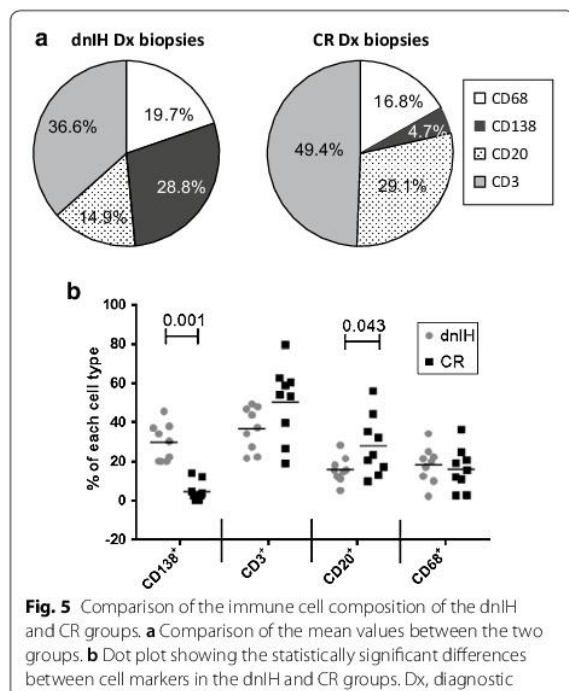 a dnIH Dx biopsies CR Dx biopsies
36.6% 19.7% 28.8% 14.9%
49.4% 16.8% 4.7% 29.1%
CD68
CD138
CD20
CD3
b
100
80
60
40
20
0
-20
% of each cell type
0.001 0.043
dnIH
CR
CD138+ CD3+ CD20+ CD68+
Fig. 5 Comparison of the immune cell composition of the dnIH
and CR groups. a Comparison of the mean values between the two
groups. b Dot plot showing the statistically significant differences
between cell markers in the dnIH and CR groups. Dx, diagnostic